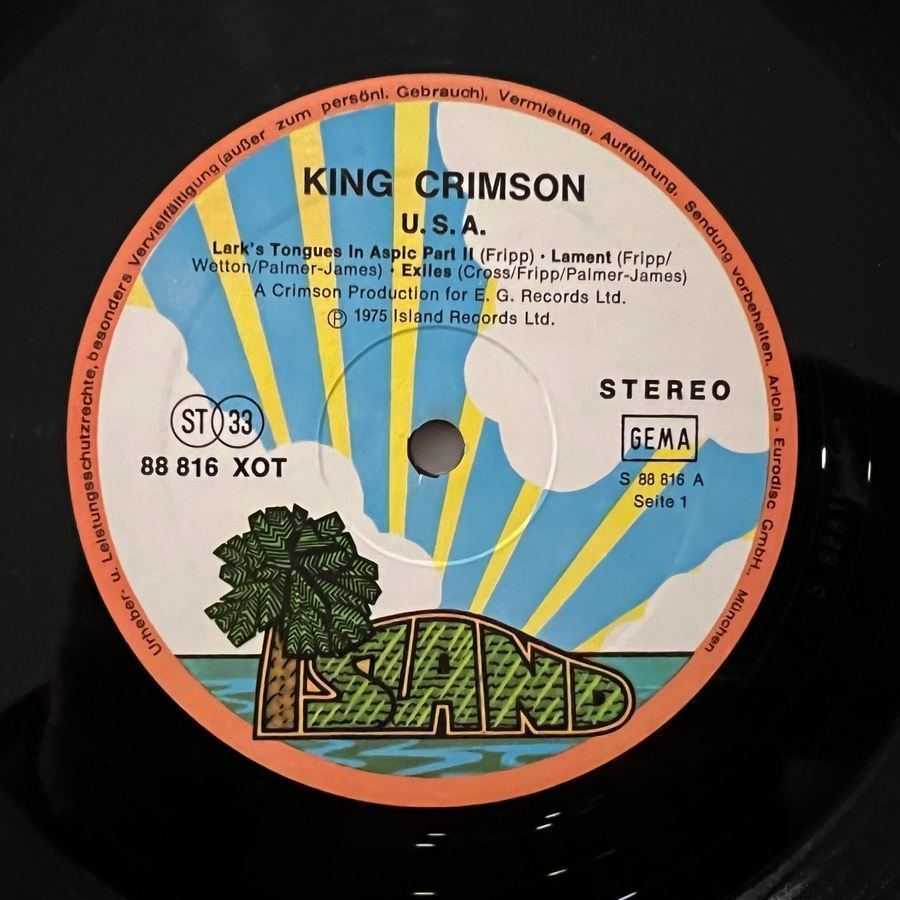 Urheber- u. Leistungsschutzrechte, besonders Vervielfältigung (außer zum persönl. Gebrauch), Vermietung, Aufführung, Sendung vorbehalten. Ariola - Eurodisc GmbH., München
KING CRIMSON
U.S.A.
Lark's Tongues In Aspic Part II (Fripp) · Lament (Fripp/
Wetton/Palmer-James) · Exiles (Cross/Fripp/Palmer-James)
A Crimson Production for E. G. Records Ltd.
Ⓟ 1975 Island Records Ltd.
STEREO
ST 33
GEMA
88 816 XOT
S 88 816 A
Seite 1
ISLAND